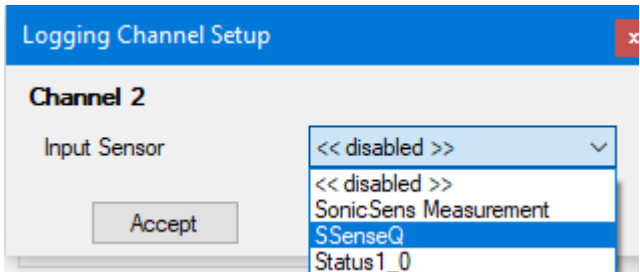 Logging Channel Setup
x
Channel 2
Input Sensor
<< disabled >>
<< disabled >>
SonicSens Measurement
SSenseQ
Status1_0
Accept